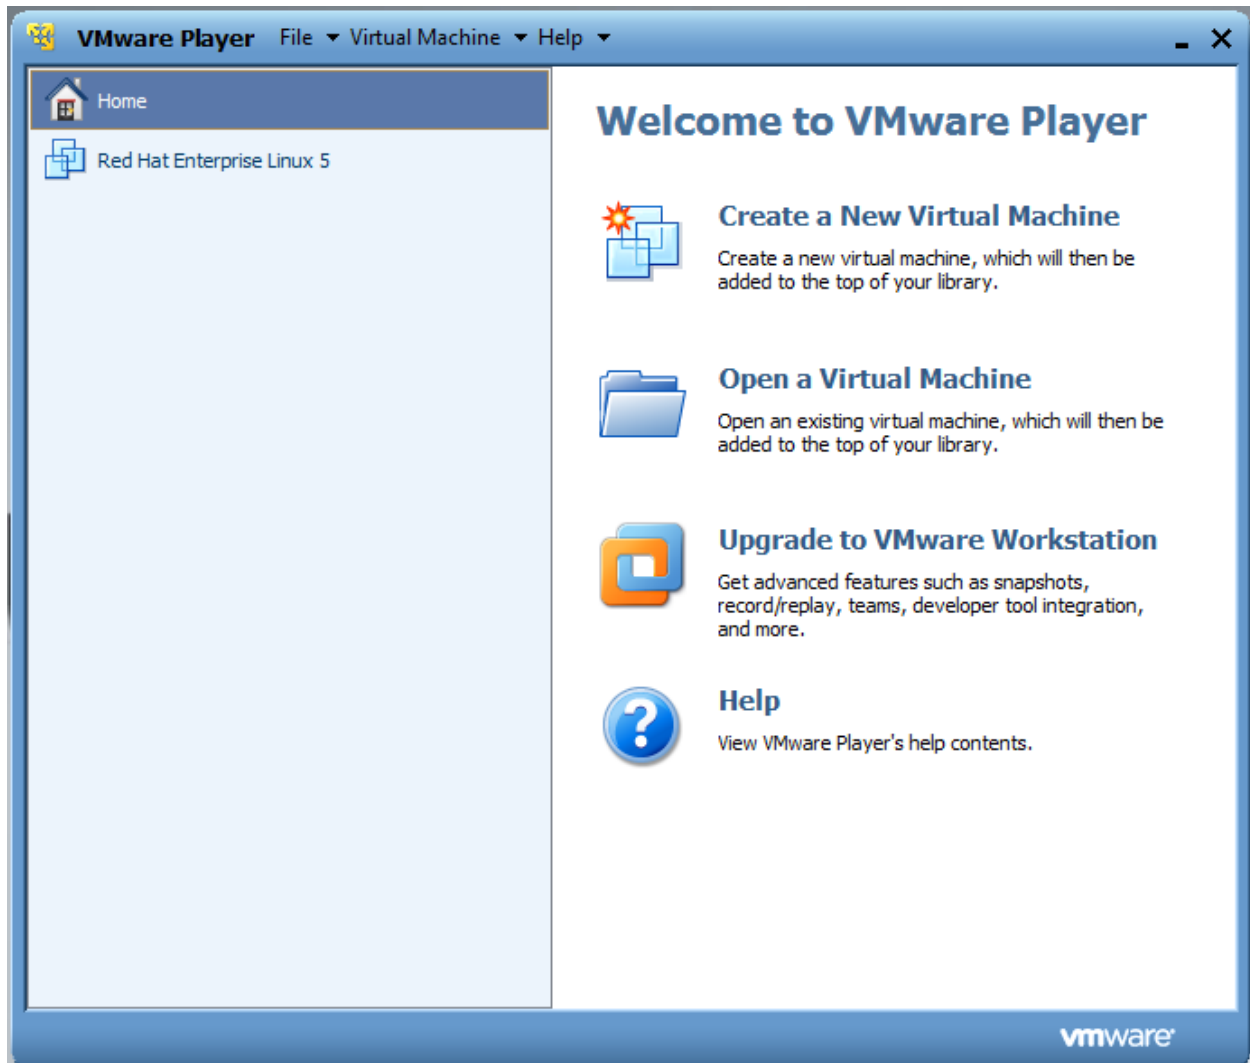 VMware Player File Virtual Machine Help
Home
Red Hat Enterprise Linux 5
Welcome to VMware Player
Create a New Virtual Machine
Create a new virtual machine, which will then be
added to the top of your library.
Open a Virtual Machine
Open an existing virtual machine, which will then be
added to the top of your library.
Upgrade to VMware Workstation
Get advanced features such as snapshots,
record/replay, teams, developer tool integration,
and more.
?
Help
View VMware Player's help contents.
vmware